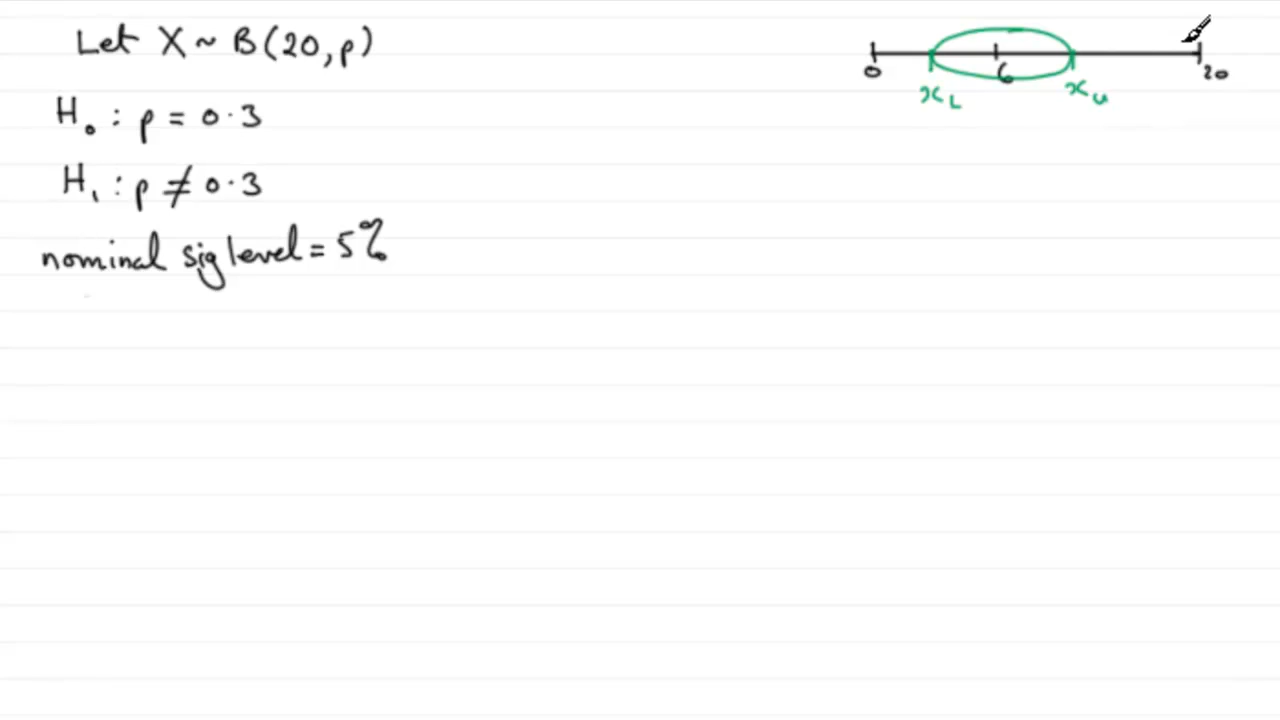 Let X ~ B(20, p)
H₀ : p = 0·3
H₁ : p ≠ 0·3
nominal sig level = 5%
0 6 20
xL xU